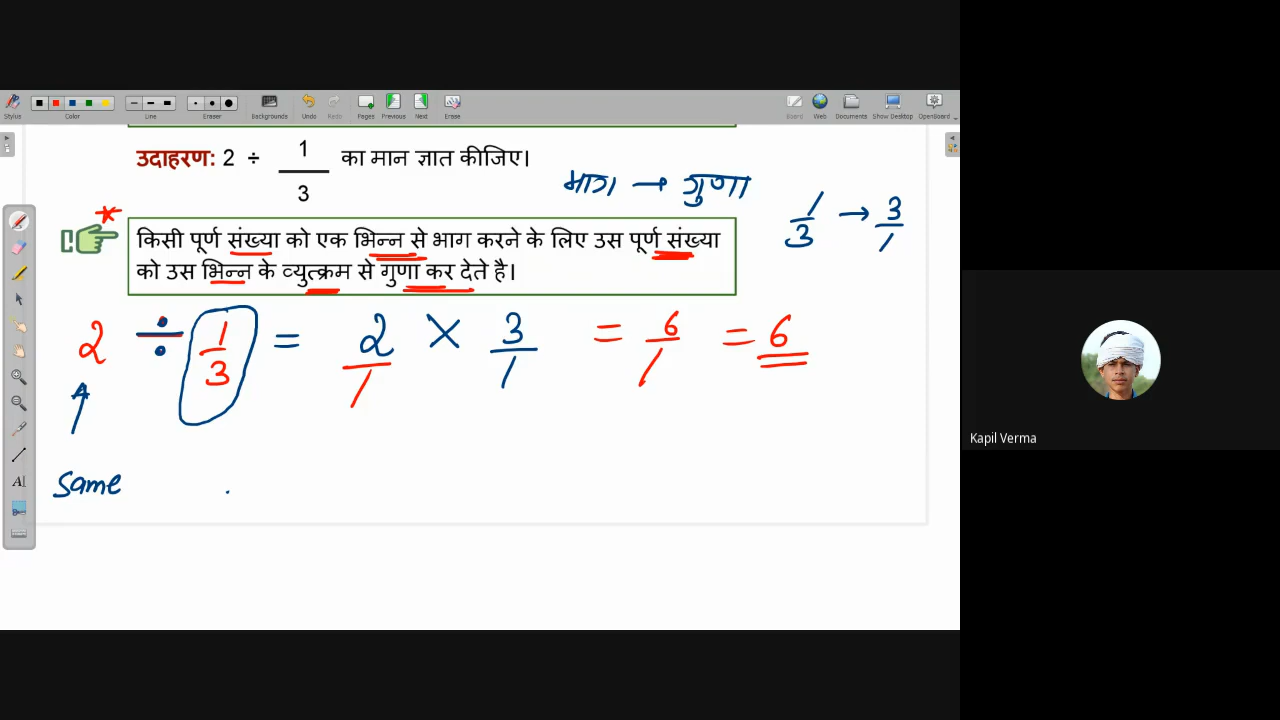 Stylus Color Line Eraser Backgrounds Undo Redo Pages Previous Next Erase Board Web Documents Show Desktop OpenBoard
उदाहरण: 2 ÷ 1/3 का मान ज्ञात कीजिए।
भाग → गुणा
1/3 → 3/1
किसी पूर्ण संख्या को एक भिन्न से भाग करने के लिए उस पूर्ण संख्या
को उस भिन्न के व्युत्क्रम से गुणा कर देते है।
2 ÷ 1/3 = 2/1 × 3/1 = 6/1 = 6
Same
Kapil Verma